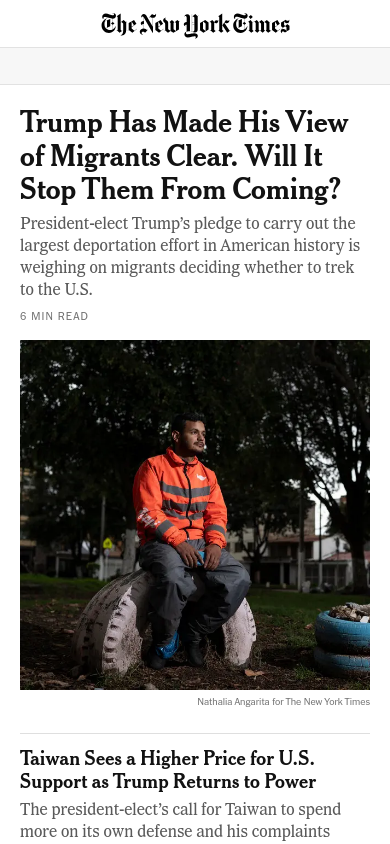 The New York Times
Trump Has Made His View
of Migrants Clear. Will It
Stop Them From Coming?
President-elect Trump’s pledge to carry out the
largest deportation effort in American history is
weighing on migrants deciding whether to trek
to the U.S.
6 MIN READ
Nathalia Angarita for The New York Times
Taiwan Sees a Higher Price for U.S.
Support as Trump Returns to Power
The president-elect’s call for Taiwan to spend
more on its own defense and his complaints